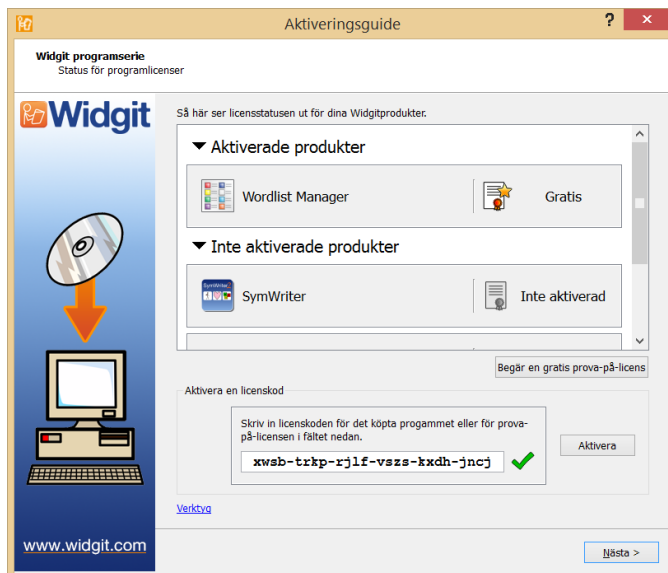 Aktiveringsguide
Widgit programserie
Status för programlicenser
Widgit
Så här ser licensstatusen ut för dina Widgitprodukter.
Aktiverade produkter
Wordlist Manager
Gratis
Inte aktiverade produkter
SymWriter
SymWriter
Inte aktiverad
Begär en gratis prova-på-licens
Aktivera en licenskod
Skriv in licenskoden för det köpta progammet eller för prova-
på-licensen i fältet nedan.
xwsb-trkp-rjlf-vszs-kxdh-jncj
Aktivera
Verktyg
www.widgit.com
Nästa >